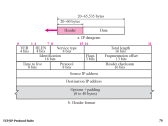 20–65,535 bytes
20–60 bytes
Header Data
a. IP datagram
VER 4 bits HLEN 4 bits Service type 8 bits Total length 16 bits
Identification 16 bits Flags 3 bits Fragmentation offset 13 bits
Time to live 8 bits Protocol 8 bits Header checksum 16 bits
Source IP address
Destination IP address
Options + padding
(0 to 40 bytes)
b. Header format
TCP/IP Protocol Suite